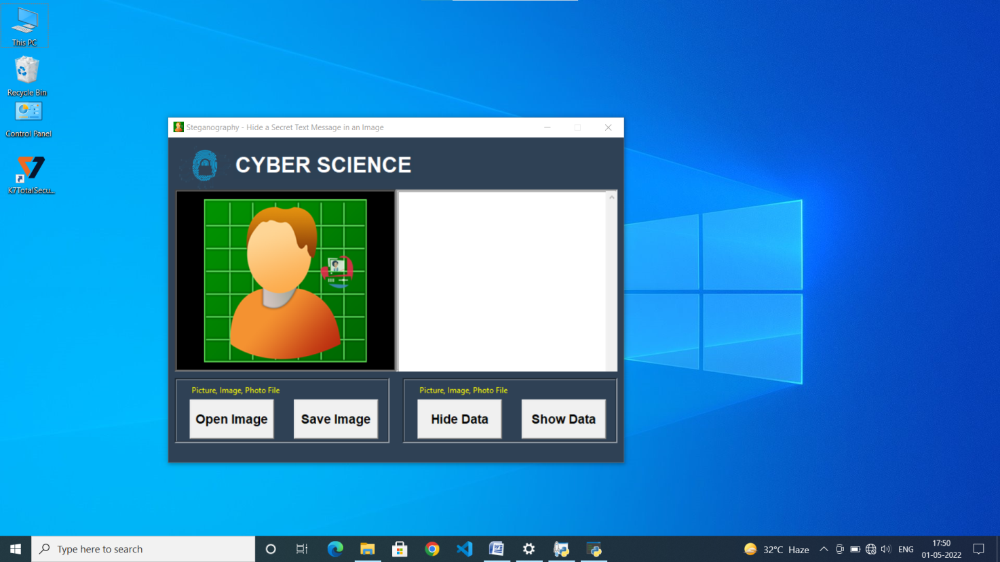 This PC
Recycle Bin
Control Panel
K7TotalSecu...
Steganography - Hide a Secret Text Message in an Image
CYBER SCIENCE
Picture, Image, Photo File
Open Image
Save Image
Picture, Image, Photo File
Hide Data
Show Data
Type here to search
32°C Haze
ENG
17:50
01-05-2022